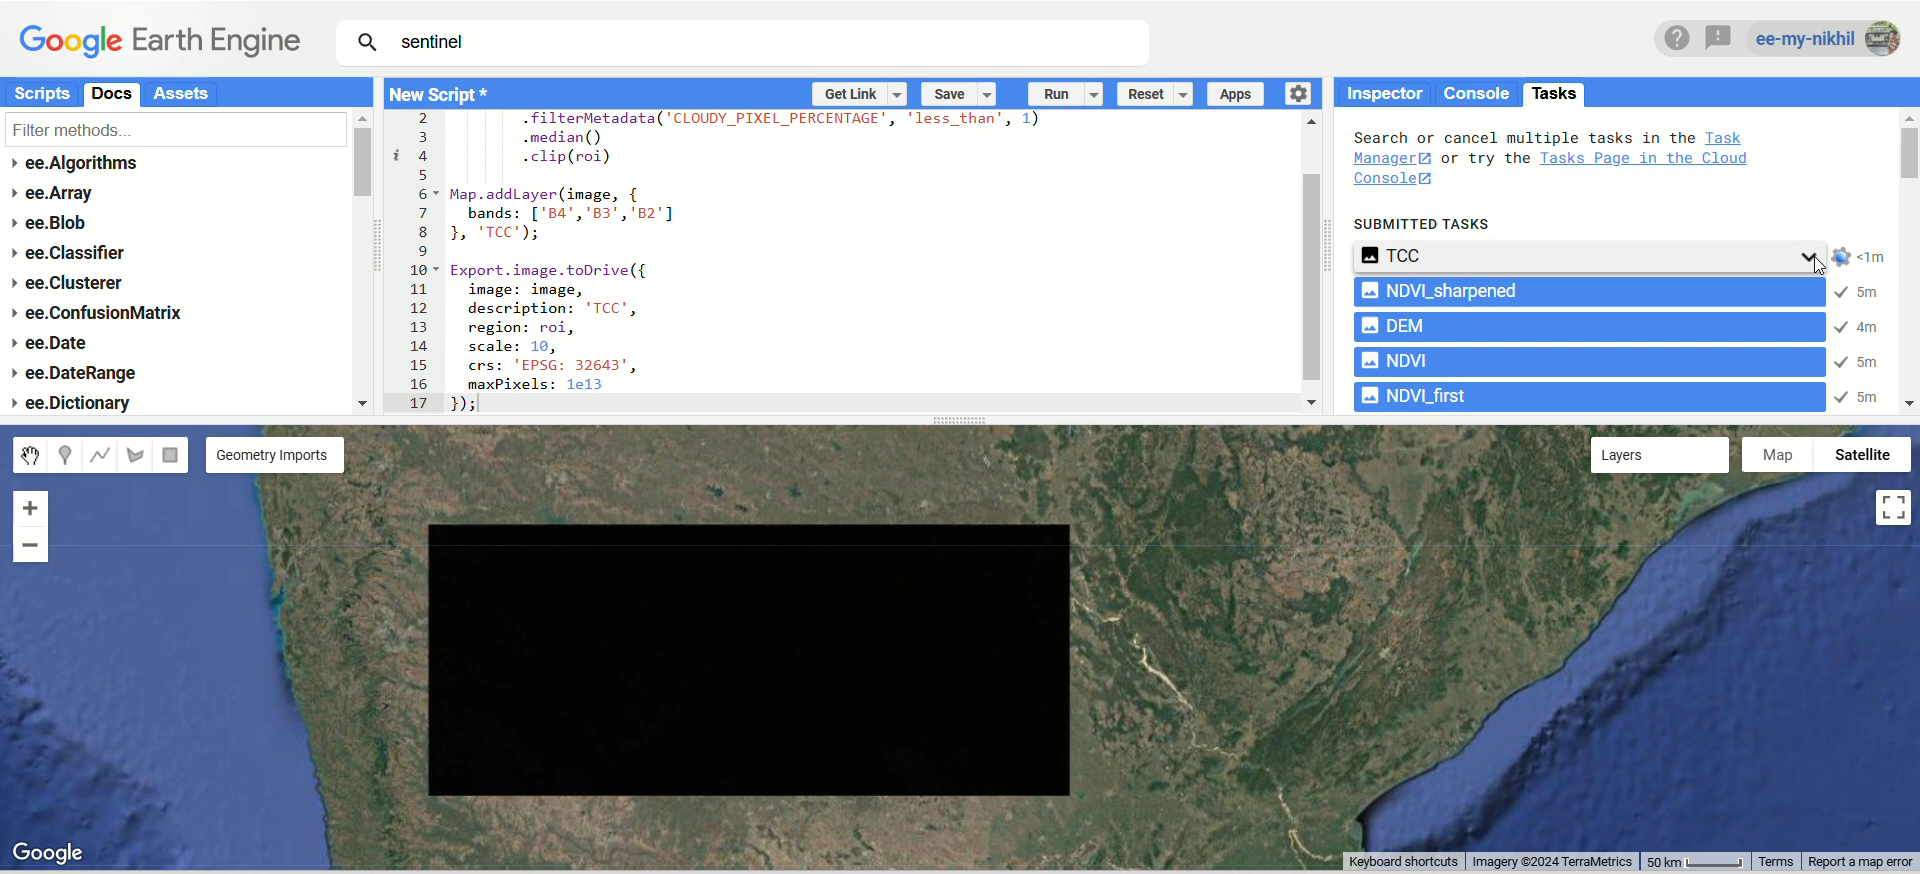 Google Earth Engine
sentinel
ee-my-nikhil
Scripts Docs Assets
Filter methods...
ee.Algorithms
ee.Array
ee.Blob
ee.Classifier
ee.Clusterer
ee.ConfusionMatrix
ee.Date
ee.DateRange
ee.Dictionary
New Script *
Get Link Save Run Reset Apps
2 .filterMetadata('CLOUDY_PIXEL_PERCENTAGE', 'less_than', 1)
3 .median()
i 4 .clip(roi)
5
6 Map.addLayer(image, {
7 bands: ['B4','B3','B2']
8 }, 'TCC');
9
10 Export.image.toDrive({
11 image: image,
12 description: 'TCC',
13 region: roi,
14 scale: 10,
15 crs: 'EPSG: 32643',
16 maxPixels: 1e13
17 });
Inspector Console Tasks
Search or cancel multiple tasks in the Task
Manager or try the Tasks Page in the Cloud
Console
SUBMITTED TASKS
TCC <1m
NDVI_sharpened 5m
DEM 4m
NDVI 5m
NDVI_first 5m
Geometry Imports
Layers
Map Satellite
Google
Keyboard shortcuts Imagery ©2024 TerraMetrics 50 km Terms Report a map error